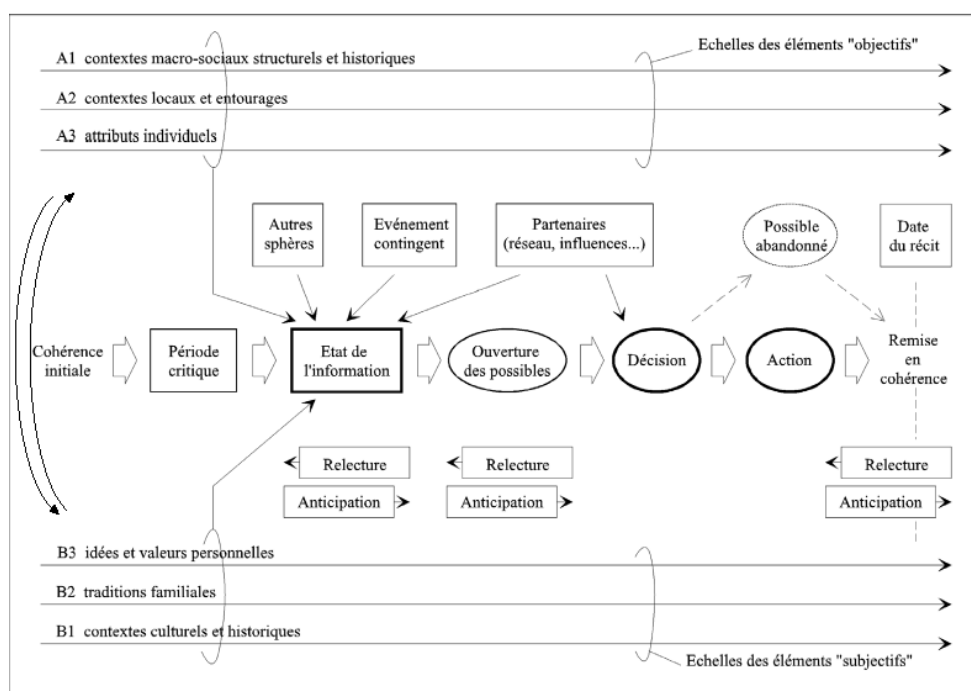 A1 contextes macro-sociaux structurels et historiques
Echelles des éléments "objectifs"
A2 contextes locaux et entourages
A3 attributs individuels
Autres
sphères
Evénement
contingent
Partenaires
(réseau, influences...)
Possible
abandonné
Date
du récit
Cohérence
initiale
Période
critique
Etat de
l'information
Ouverture
des possibles
Décision
Action
Remise
en
cohérence
Relecture
Anticipation
Relecture
Anticipation
Relecture
Anticipation
B3 idées et valeurs personnelles
B2 traditions familiales
B1 contextes culturels et historiques
Echelles des éléments "subjectifs"